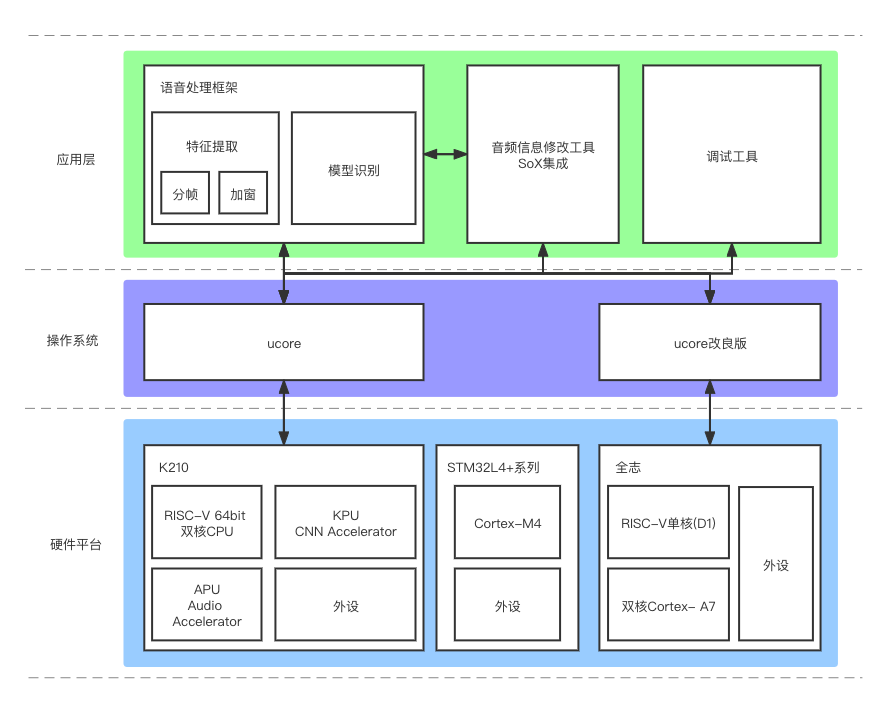 应用层
语音处理框架
特征提取
分帧
加窗
模型识别
音频信息修改工具
SoX集成
调试工具
操作系统
ucore
ucore改良版
硬件平台
K210
RISC-V 64bit
双核CPU
KPU
CNN Accelerator
APU
Audio
Accelerator
外设
STM32L4+系列
Cortex-M4
外设
全志
RISC-V单核(D1)
双核Cortex- A7
外设